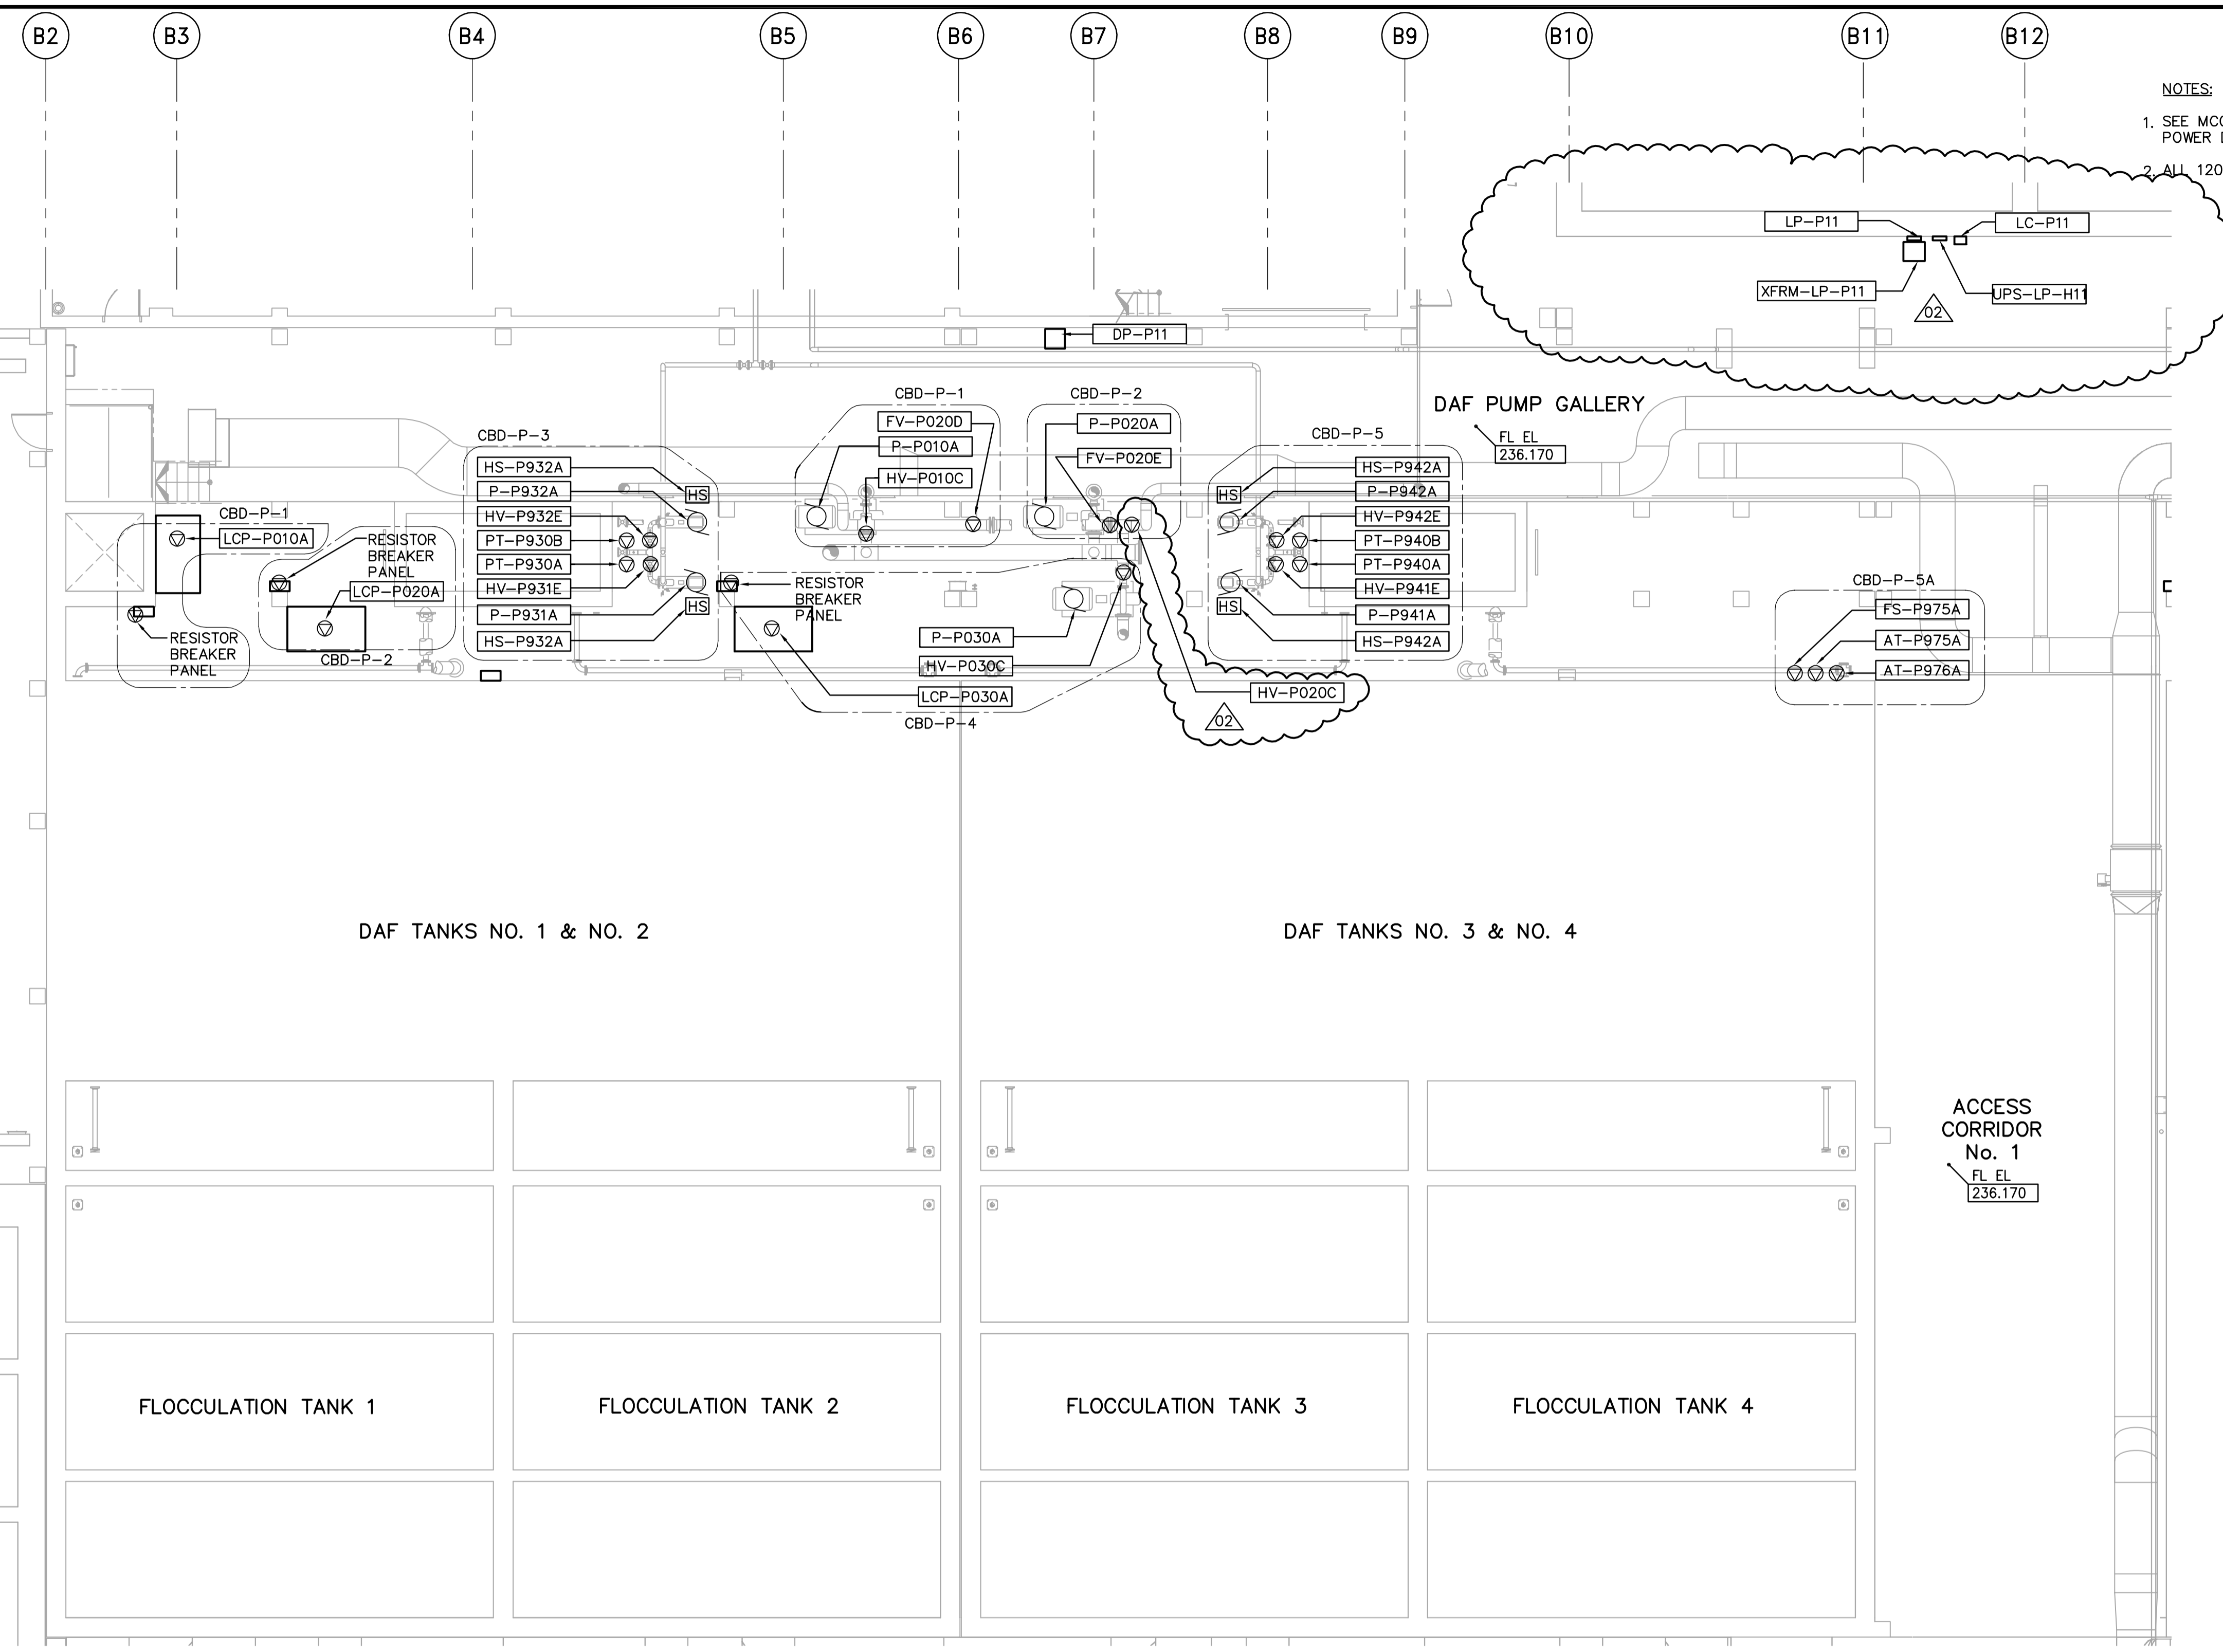 B2
B3
B4
B5
B6
B7
B8
B9
B10
B11
B12
NOTES:
1. SEE
POWER
2. ALL 120
LP-P11
LC-P11
XFRM-LP-P11
UPS-LP-H11
02
DP-P11
DAF PUMP GALLERY
FL EL
236.170
CBD-P-1
FV-P020D
P-P010A
HV-P010C
CBD-P-2
P-P020A
FV-P020E
CBD-P-3
HS-P932A
P-P932A
HV-P932E
PT-P930B
PT-P930A
HV-P931E
P-P931A
HS-P932A
HS
HS
CBD-P-5
HS-P942A
P-P942A
HV-P942E
PT-P940B
PT-P940A
HV-P941E
P-P941A
HS-P942A
HS
HS
CBD-P-1
LCP-P010A
RESISTOR
BREAKER
PANEL
RESISTOR
BREAKER
PANEL
LCP-P020A
CBD-P-2
RESISTOR
BREAKER
PANEL
P-P030A
HV-P030C
LCP-P030A
CBD-P-4
HV-P020C
02
CBD-P-5A
FS-P975A
AT-P975A
AT-P976A
DAF TANKS NO. 1 & NO. 2
DAF TANKS NO. 3 & NO. 4
ACCESS
CORRIDOR
No. 1
FL EL
236.170
FLOCCULATION TANK 1
FLOCCULATION TANK 2
FLOCCULATION TANK 3
FLOCCULATION TANK 4